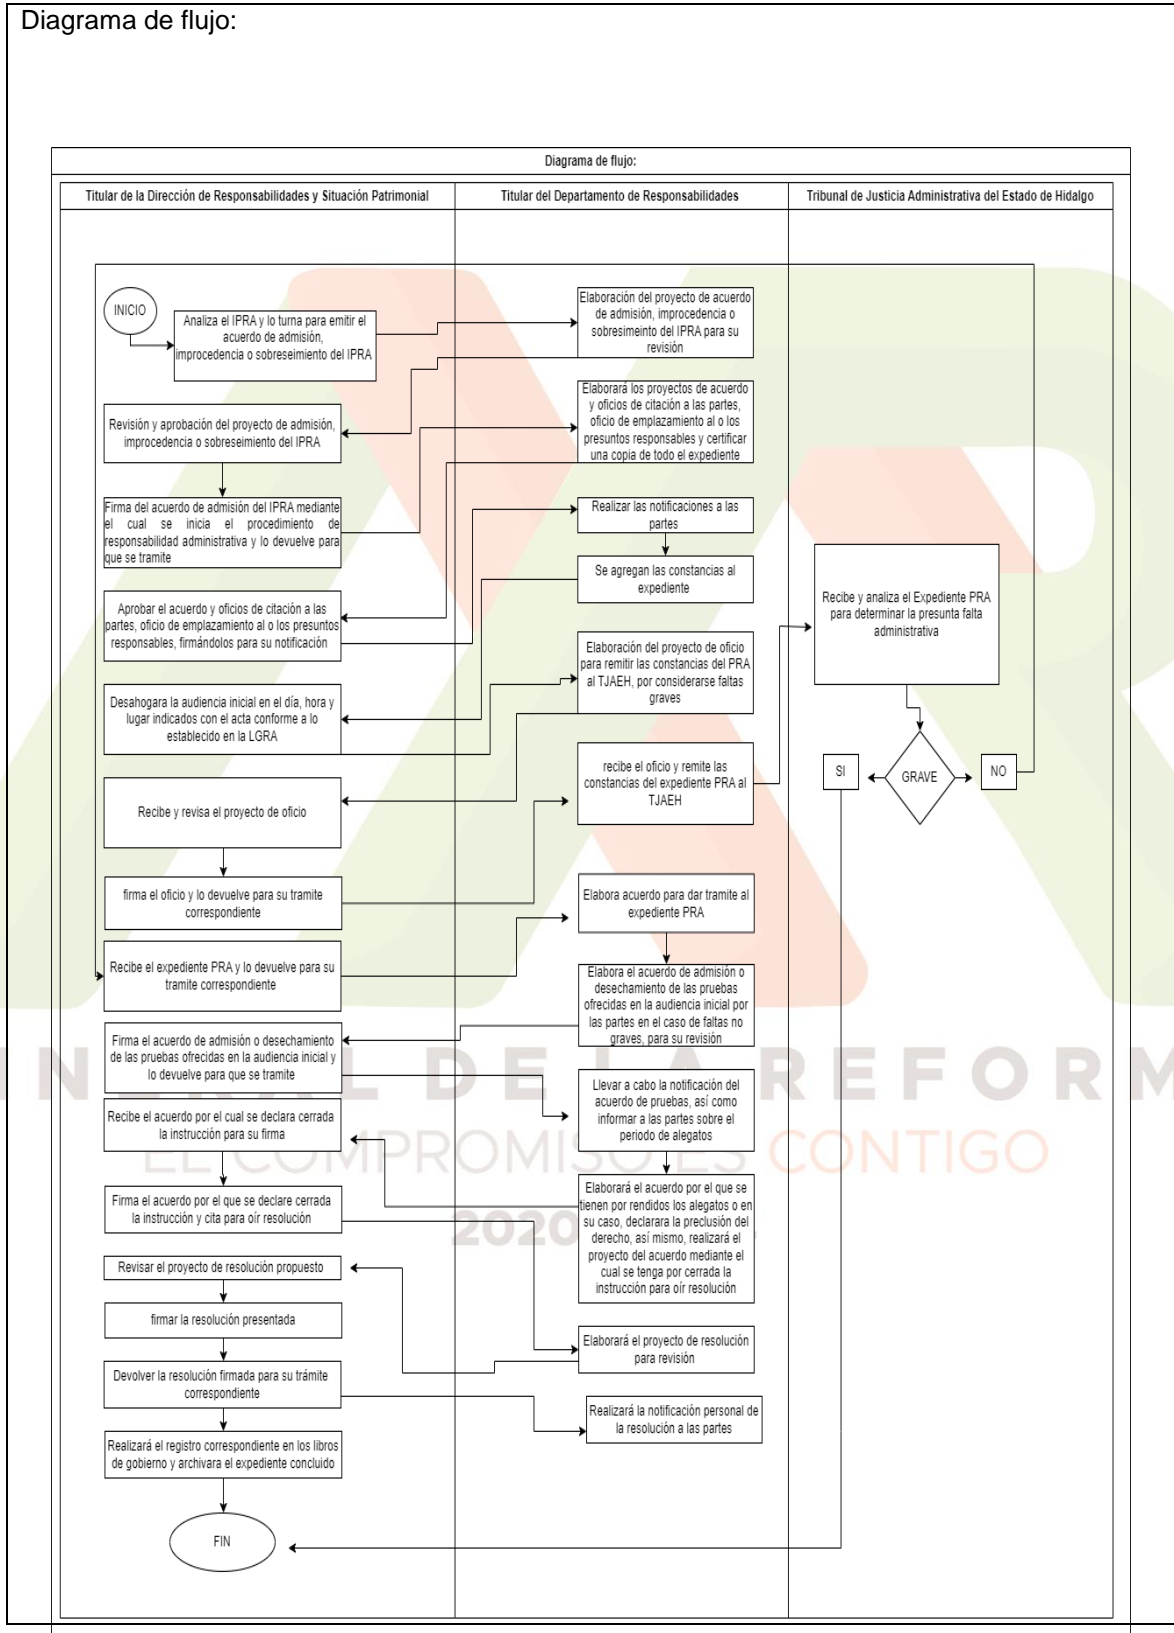 Diagrama de flujo:
Diagrama de flujo:
Titular de la Dirección de Responsabilidades y Situación Patrimonial
Titular del Departamento de Responsabilidades
Tribunal de Justicia Administrativa del Estado de Hidalgo
INICIO
Analiza el IPRA y lo turna para emitir el
acuerdo de admisión,
improcedencia o sobreseimiento del IPRA
Elaboración del proyecto de acuerdo
de admisión, improcedencia o
sobresimeinto del IPRA para su
revisión
Revisión y aprobación del proyecto de admisión,
improcedencia o sobreseimiento del IPRA
Elaborará los proyectos de acuerdo
y oficios de citación a las partes,
oficio de emplazamiento al o los
presuntos responsables y certificar
una copia de todo el expediente
Firma del acuerdo de admisión del IPRA mediante
el cual se inicia el procedimiento de
responsabilidad administrativa y lo devuelve para
que se tramite
Realizar las notificaciones a las
partes
Se agregan las constancias al
expediente
Aprobar el acuerdo y oficios de citación a las
partes, oficio de emplazamiento al o los presuntos
responsables, firmándolos para su notificación
Recibe y analiza el Expediente PRA
para determinar la presunta falta
administrativa
Elaboración del proyecto de oficio
para remitir las constancias del PRA
al TJAEH, por considerarse faltas
graves
Desahogara la audiencia inicial en el día, hora y
lugar indicados con el acta conforme a lo
establecido en la LGRA
recibe el oficio y remite las
constancias del expediente PRA al
TJAEH
SI
GRAVE
NO
Recibe y revisa el proyecto de oficio
firma el oficio y lo devuelve para su tramite
correspondiente
Elabora acuerdo para dar tramite al
expediente PRA
Recibe el expediente PRA y lo devuelve para su
tramite correspondiente
Elabora el acuerdo de admisión o
desechamiento de las pruebas
ofrecidas en la audiencia inicial por
las partes en el caso de faltas no
graves, para su revisión
Firma el acuerdo de admisión o desechamiento
de las pruebas ofrecidas en la audiencia inicial y
lo devuelve para que se tramite
Llevar a cabo la notificación del
acuerdo de pruebas, así como
informar a las partes sobre el
periodo de alegatos
Recibe el acuerdo por el cual se declara cerrada
la instrucción para su firma
Elaborará el acuerdo por el que se
tienen por rendidos los alegatos o en
su caso, declarara la preclusión del
derecho, así mismo, realizará el
proyecto del acuerdo mediante el
cual se tenga por cerrada la
instrucción para oír resolución
Firma el acuerdo por el que se declare cerrada
la instrucción y cita para oír resolución
Revisar el proyecto de resolución propuesto
firmar la resolución presentada
Elaborará el proyecto de resolución
para revisión
Devolver la resolución firmada para su trámite
correspondiente
Realizará la notificación personal de
la resolución a las partes
Realizará el registro correspondiente en los libros
de gobierno y archivara el expediente concluido
FIN
DE LA REFORM
EL COMPROMISO ES CONTIGO
2020